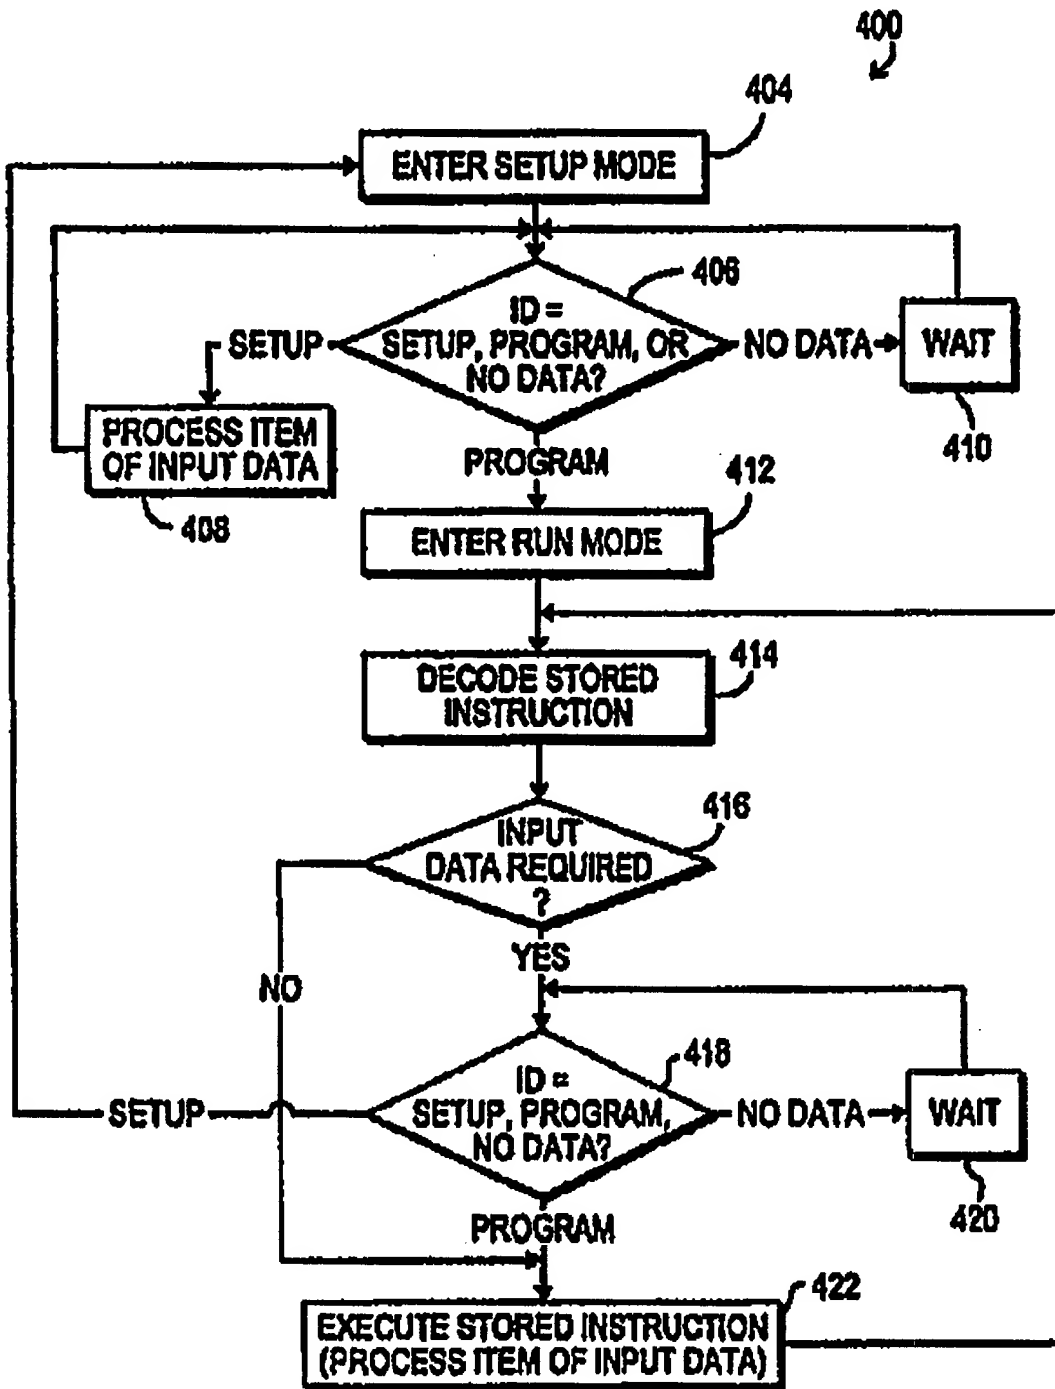 400
404
ENTER SETUP MODE
406
ID =
SETUP, PROGRAM, OR
NO DATA?
SETUP
NO DATA
WAIT
410
PROCESS ITEM
OF INPUT DATA
408
PROGRAM
412
ENTER RUN MODE
414
DECODE STORED
INSTRUCTION
416
INPUT
DATA REQUIRED
?
YES
NO
418
ID =
SETUP, PROGRAM,
NO DATA?
SETUP
NO DATA
WAIT
420
PROGRAM
422
EXECUTE STORED INSTRUCTION
(PROCESS ITEM OF INPUT DATA)